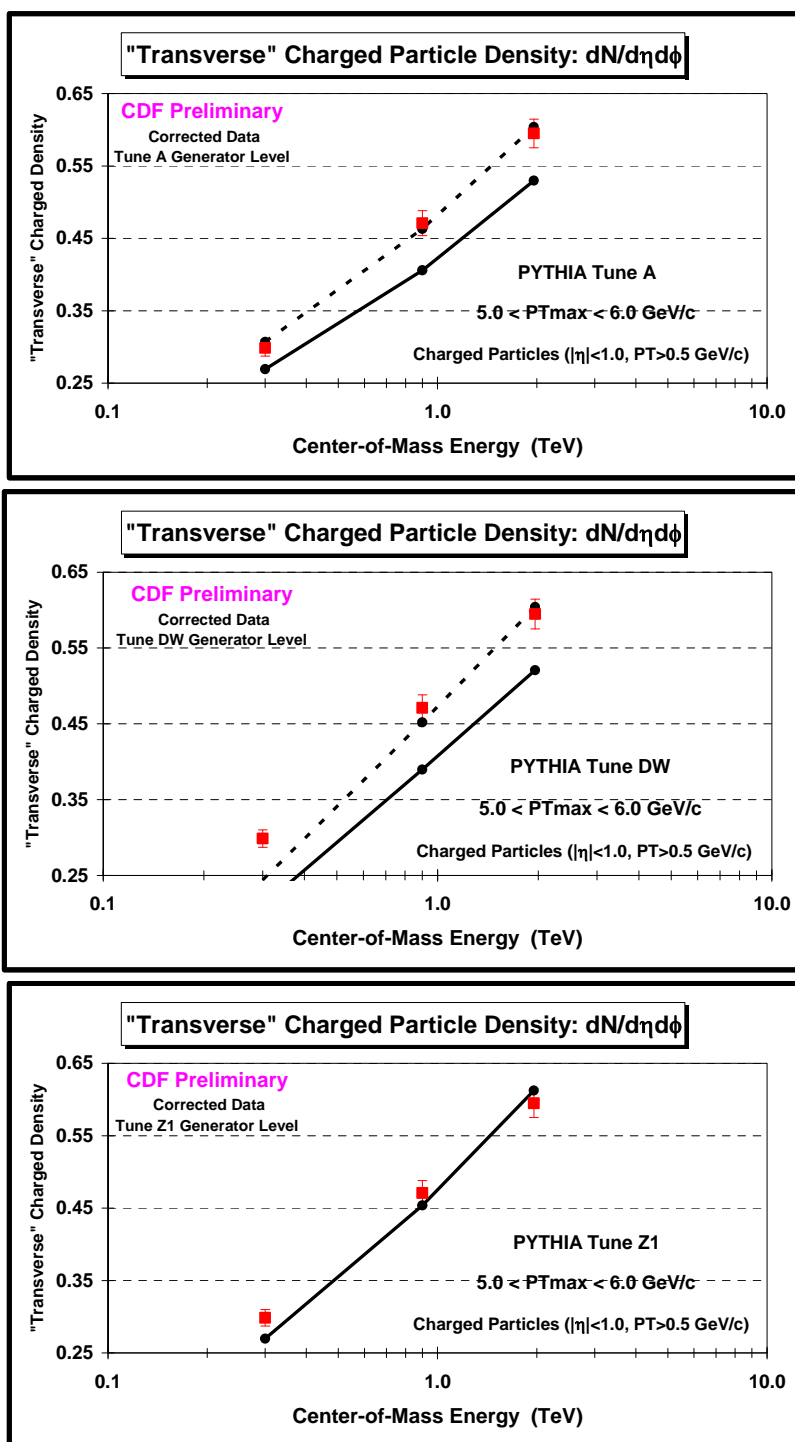 "Transverse" Charged Particle Density: dN/dηdϕ
0.65
CDF Preliminary
Corrected Data
Tune A Generator Level
0.55
"Transverse" Charged Density
0.45
PYTHIA Tune A
0.35
5.0 < PTmax < 6.0 GeV/c
Charged Particles (|η|<1.0, PT>0.5 GeV/c)
0.25
0.1 1.0 10.0
Center-of-Mass Energy (TeV)
"Transverse" Charged Particle Density: dN/dηdϕ
0.65
CDF Preliminary
Corrected Data
Tune DW Generator Level
0.55
"Transverse" Charged Density
0.45
PYTHIA Tune DW
0.35
5.0 < PTmax < 6.0 GeV/c
Charged Particles (|η|<1.0, PT>0.5 GeV/c)
0.25
0.1 1.0 10.0
Center-of-Mass Energy (TeV)
"Transverse" Charged Particle Density: dN/dηdϕ
0.65
CDF Preliminary
Corrected Data
Tune Z1 Generator Level
0.55
"Transverse" Charged Density
0.45
PYTHIA Tune Z1
0.35
5.0 < PTmax < 6.0 GeV/c
Charged Particles (|η|<1.0, PT>0.5 GeV/c)
0.25
0.1 1.0 10.0
Center-of-Mass Energy (TeV)